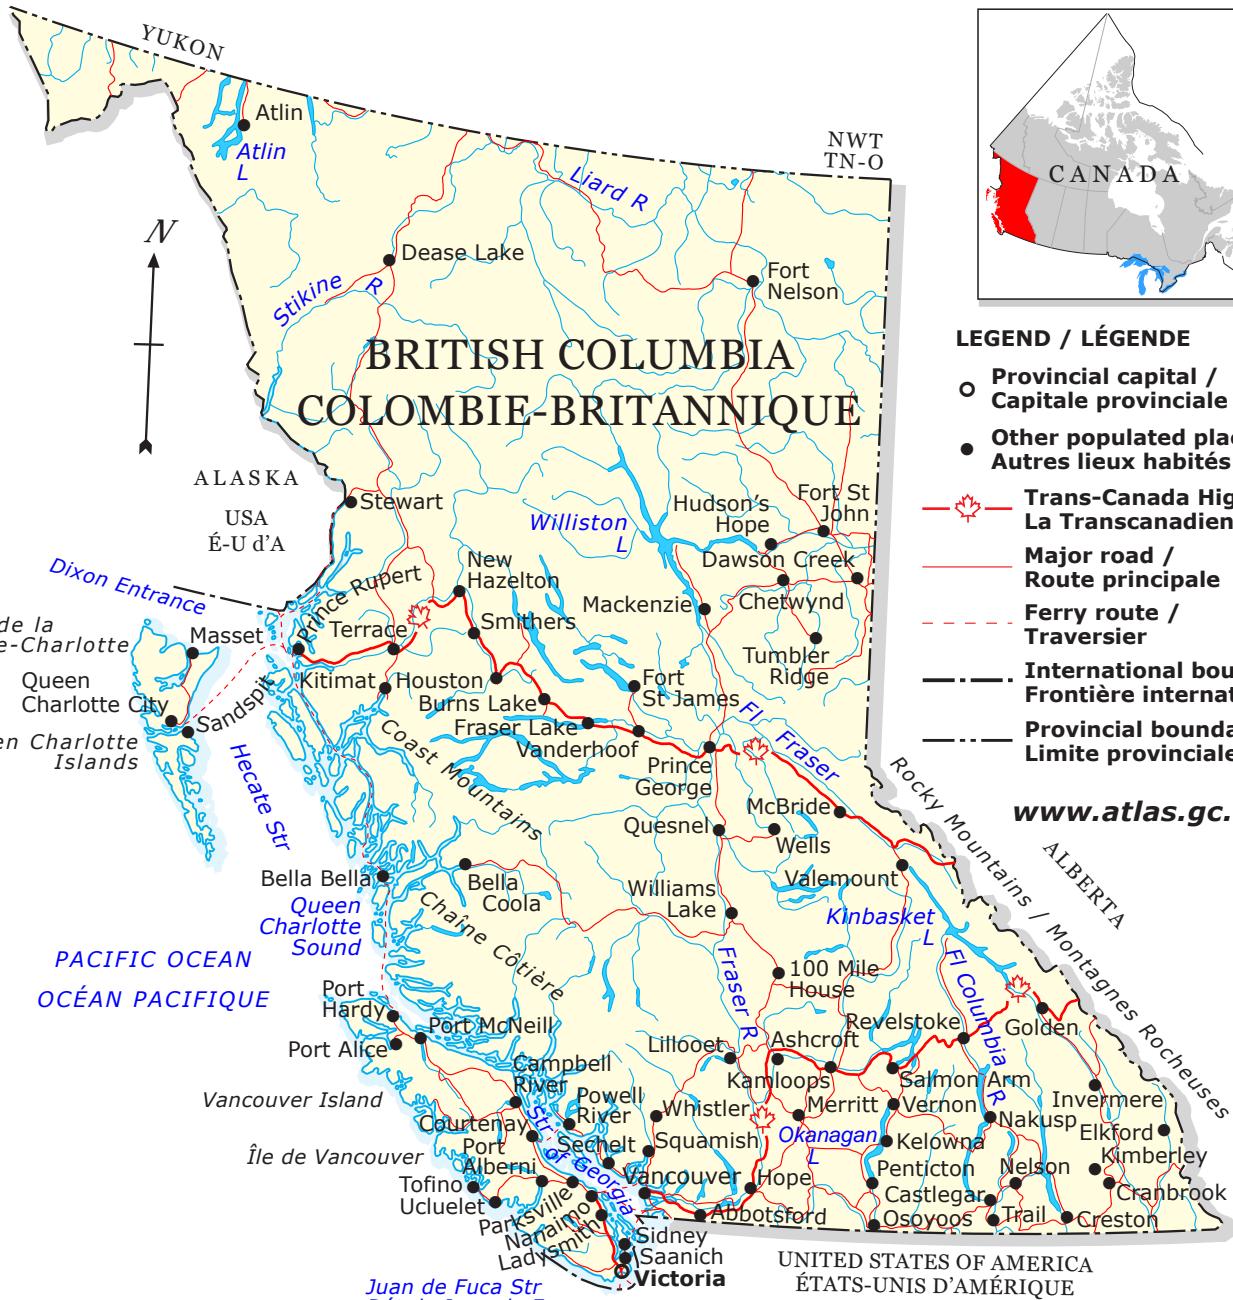 YUKON
Atlin
Atlin
L
NWT
TN-O
Liard R
CANADA
N
Dease Lake
Stikine R
Fort
Nelson
BRITISH COLUMBIA
COLOMBIE-BRITANNIQUE
LEGEND / LÉGENDE
Provincial capital /
Capitale provinciale
Other populated plac
Autres lieux habités
Trans-Canada Hig
La Transcanadien
Major road /
Route principale
Ferry route /
Traversier
International bou
Frontière internat
Provincial bounda
Limite provinciale
www.atlas.gc.
ALASKA
USA
É-U d'A
Stewart
Williston
L
Hudson's
Hope
Fort St
John
Dawson Creek
Chetwynd
Tumbler
Ridge
Mackenzie
New
Hazelton
Smithers
Dixon Entrance
Prince Rupert
Terrace
Kitimat
Houston
Burns Lake
Fraser Lake
Vanderhoof
Fort
St James
Prince
George
Fl Fraser
de la
e-Charlotte
Masset
Queen
Charlotte City
Sandspit
en Charlotte
Islands
Hecate Str
Coast Mountains
Chaîne Côtière
McBride
Quesnel
Wells
Valemount
Williams
Lake
Kinbasket
L
Rocky Mountains / Montagnes Rocheuses
ALBERTA
Bella Bella
Bella
Coola
Queen
Charlotte
Sound
PACIFIC OCEAN
OCÉAN PACIFIQUE
Fraser R
100 Mile
House
Fl Columbia R
Port
Hardy
Port McNeill
Port Alice
Vancouver Island
Île de Vancouver
Campbell
River
Courtenay
Powell
River
Str of Georgia
Sechelt
Port
Alberni
Tofino
Ucluelet
Parksville
Nanaimo
Ladysmith
Lillooet
Ashcroft
Kamloops
Revelstoke
Golden
Salmon Arm
Whistler
Squamish
Merritt
Vernon
Nakusp
Invermere
Okanagan
L
Kelowna
Elkford
Kimberley
Vancouver
Hope
Penticton
Nelson
Cranbrook
Castlegar
Abbotsford
Osoyoos
Trail
Creston
Sidney
Saanich
Victoria
Juan de Fuca Str
UNITED STATES OF AMERICA
ÉTATS-UNIS D'AMÉRIQUE